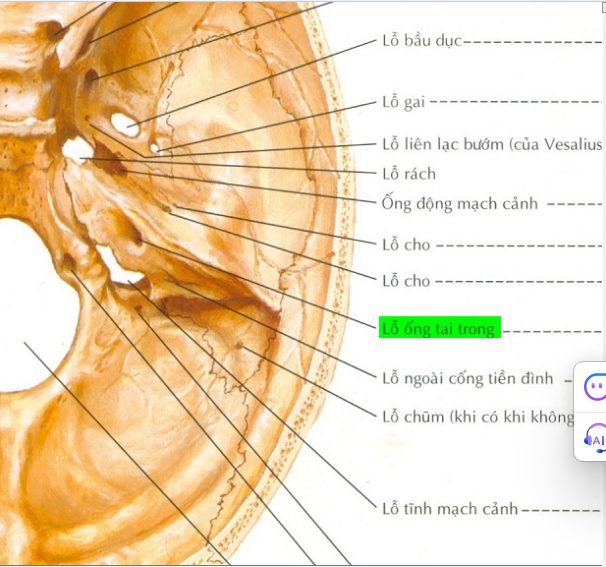 Lỗ bầu dục
Lỗ gai
Lỗ liên lạc bướm (của Vesalius
Lỗ rách
Ống động mạch cảnh
Lỗ cho
Lỗ cho
Lỗ ống tai trong
Lỗ ngoài cống tiền đình
Lỗ chũm (khi có khi không
Lỗ tĩnh mạch cảnh
AI